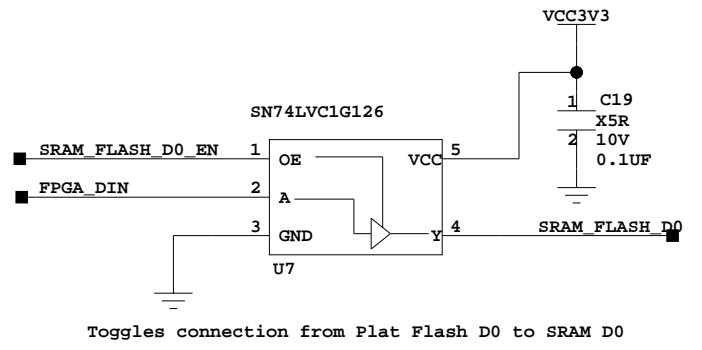 VCC3V3
SN74LVC1G126
1 C19
X5R
2 10V
0.1UF
SRAM_FLASH_D0_EN 1 OE VCC 5
FPGA_DIN 2 A
3 GND Y 4 SRAM_FLASH_D0
U7
Toggles connection from Plat Flash D0 to SRAM D0